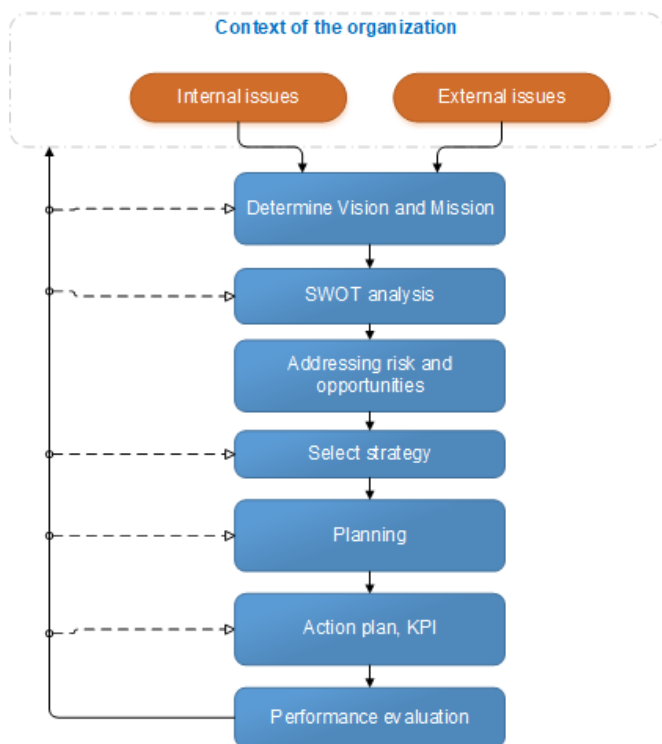 Context of the organization
Internal issues
External issues
Determine Vision and Mission
SWOT analysis
Addressing risk and
opportunities
Select strategy
Planning
Action plan, KPI
Performance evaluation